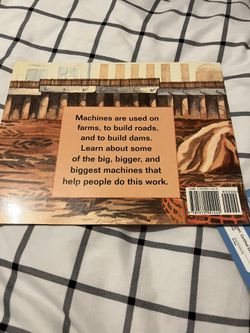 Machines are used on
farms, to build roads,
and to build dams.
Learn about some
of the big, bigger, and
biggest machines that
help people do this work.